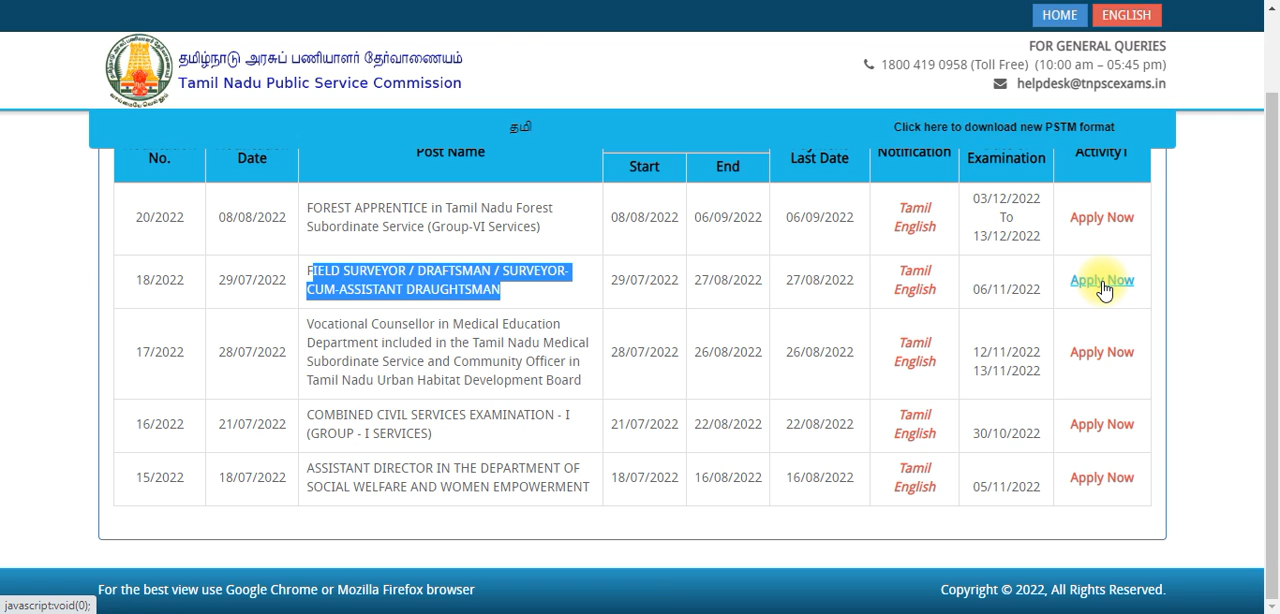 HOME ENGLISH
தமிழ்நாடு அரசுப் பணியாளர் தேர்வாணையம்
Tamil Nadu Public Service Commission
FOR GENERAL QUERIES
1800 419 0958 (Toll Free) (10:00 am – 05:45 pm)
helpdesk@tnpscexams.in
தமி Click here to download new PSTM format
No. Date Post Name Start End Last Date Notification Examination Activity1
20/2022 08/08/2022 FOREST APPRENTICE in Tamil Nadu Forest
Subordinate Service (Group-VI Services)
08/08/2022 06/09/2022 06/09/2022
Tamil
English
03/12/2022
To
13/12/2022
Apply Now
18/2022 29/07/2022 FIELD SURVEYOR / DRAFTSMAN / SURVEYOR-
CUM-ASSISTANT DRAUGHTSMAN
29/07/2022 27/08/2022 27/08/2022
Tamil
English
06/11/2022
Apply Now
17/2022 28/07/2022 Vocational Counsellor in Medical Education
Department included in the Tamil Nadu Medical
Subordinate Service and Community Officer in
Tamil Nadu Urban Habitat Development Board
28/07/2022 26/08/2022 26/08/2022
Tamil
English
12/11/2022
13/11/2022
Apply Now
16/2022 21/07/2022 COMBINED CIVIL SERVICES EXAMINATION - I
(GROUP - I SERVICES)
21/07/2022 22/08/2022 22/08/2022
Tamil
English
30/10/2022
Apply Now
15/2022 18/07/2022 ASSISTANT DIRECTOR IN THE DEPARTMENT OF
SOCIAL WELFARE AND WOMEN EMPOWERMENT
18/07/2022 16/08/2022 16/08/2022
Tamil
English
05/11/2022
Apply Now
For the best view use Google Chrome or Mozilla Firefox browser
Copyright © 2022, All Rights Reserved.
javascript:void(0);